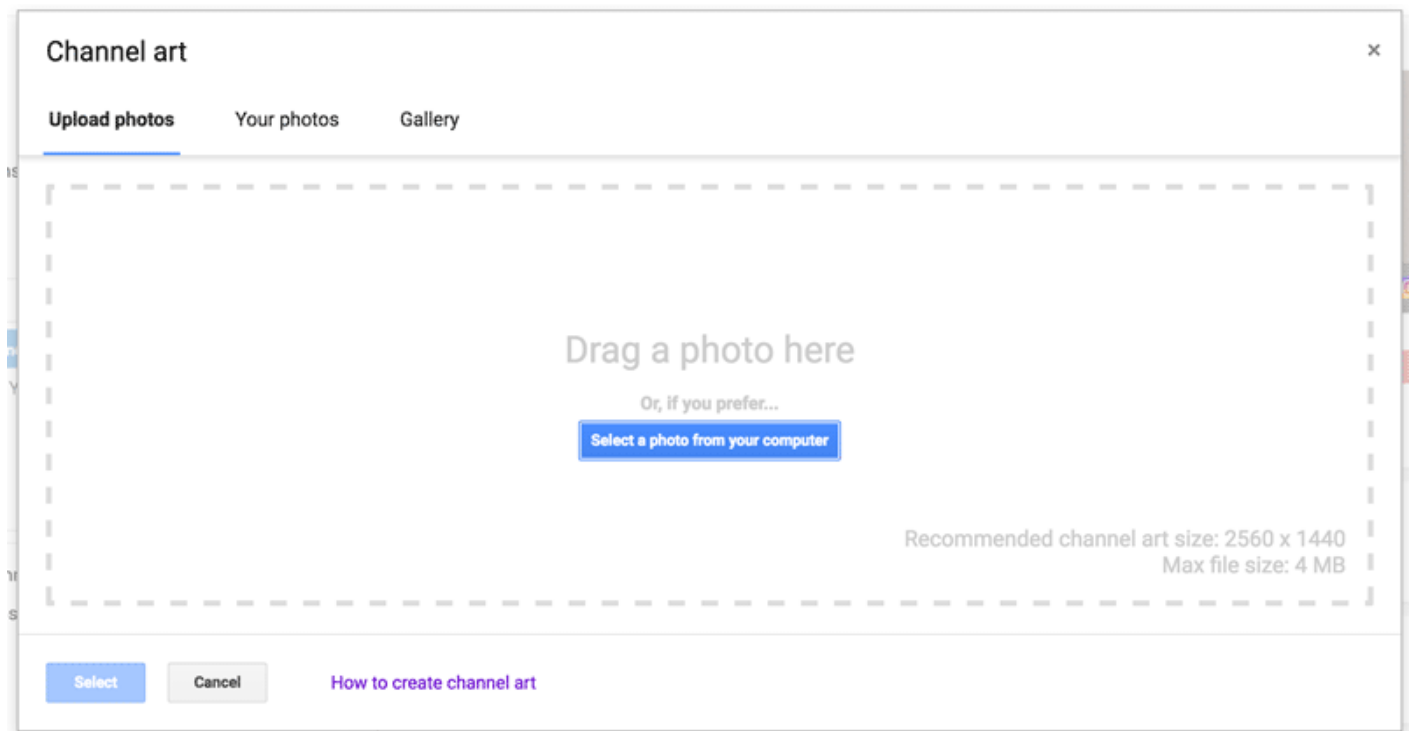 Channel art
Upload photos Your photos Gallery
Drag a photo here
Or, if you prefer...
Select a photo from your computer
Recommended channel art size: 2560 x 1440
Max file size: 4 MB
Select Cancel How to create channel art